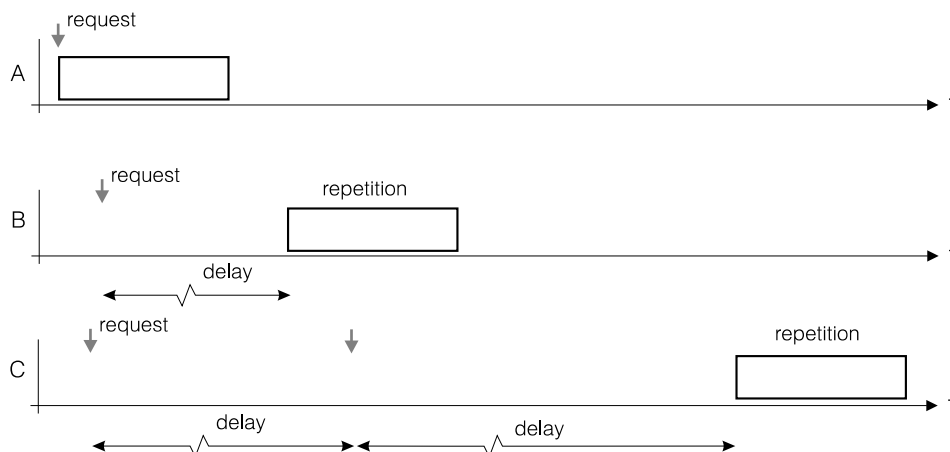 request
A
request
repetition
B
delay
request
repetition
C
delay
delay